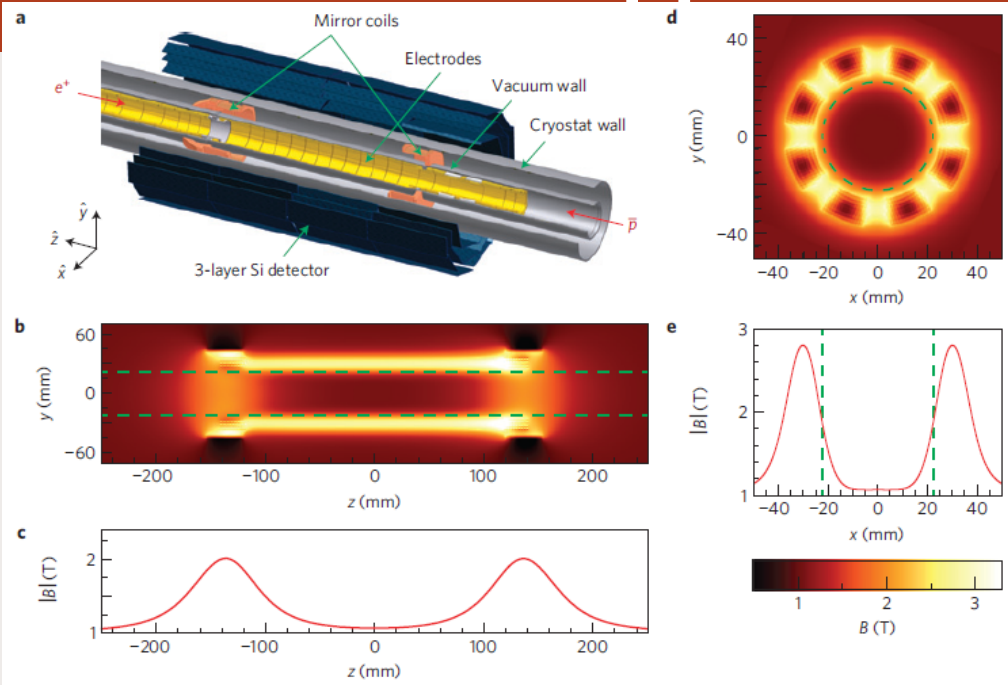 a
Mirror coils
Electrodes
Vacuum wall
Cryostat wall
e+
p̅
ŷ
ẑ
x̂
3-layer Si detector
b
y (mm)
60
0
−60
−200 −100 0 100 200
z (mm)
c
|B| (T)
2
1
−200 −100 0 100 200
z (mm)
d
y (mm)
40
0
−40
−40 −20 0 20 40
x (mm)
e
|B| (T)
3
2
1
−40 −20 0 20 40
x (mm)
1 2 3
B (T)